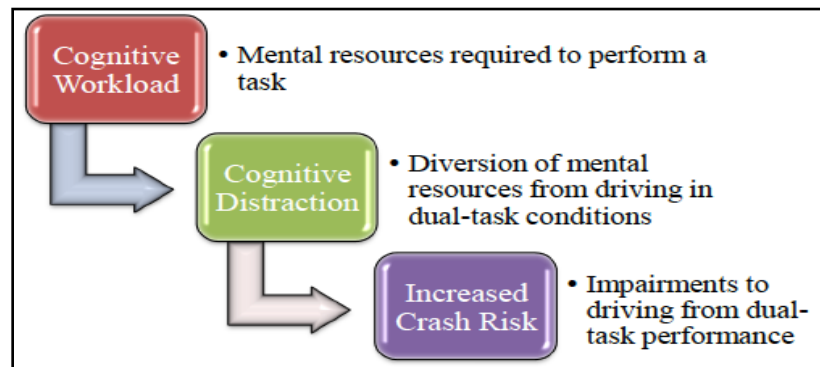 Cognitive
Workload
• Mental resources required to perform a
task
Cognitive
Distraction
• Diversion of mental
resources from driving in
dual-task conditions
Increased
Crash Risk
• Impairments to
driving from dual-
task performance